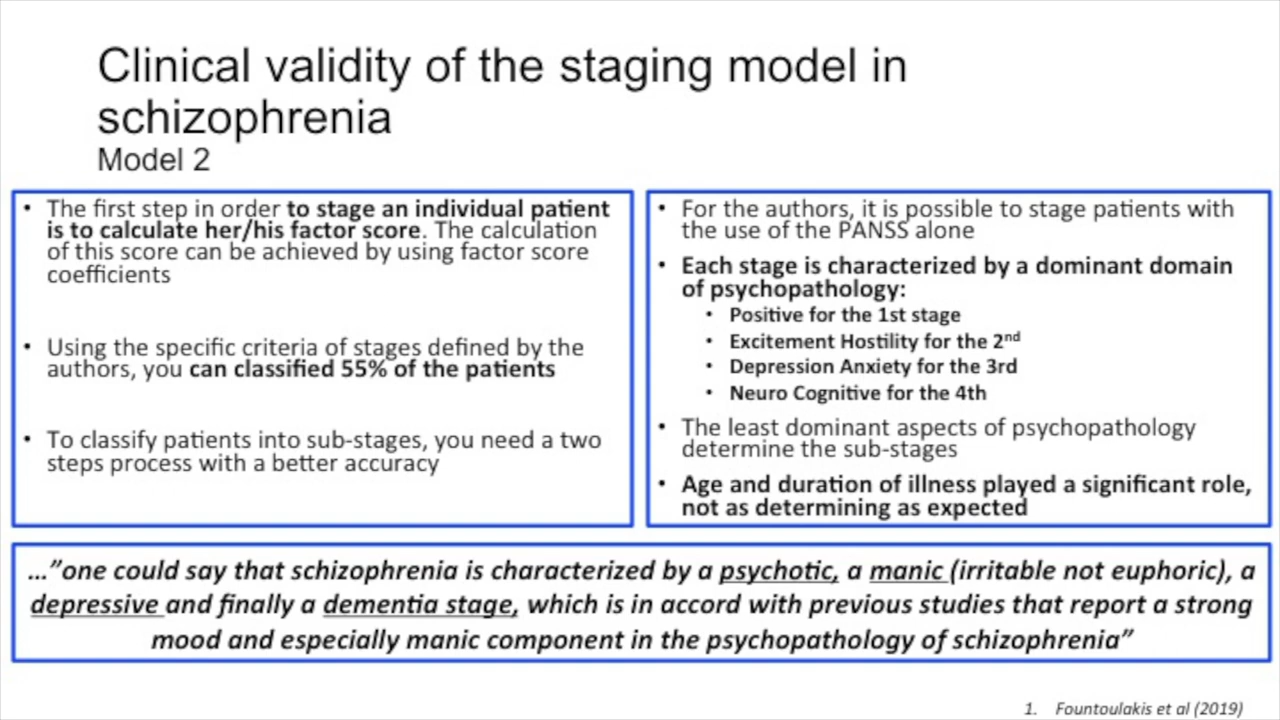 Clinical validity of the staging model in
schizophrenia
Model 2
• The first step in order to stage an individual patient
is to calculate her/his factor score. The calculation
of this score can be achieved by using factor score
coefficients
• Using the specific criteria of stages defined by the
authors, you can classified 55% of the patients
• To classify patients into sub-stages, you need a two
steps process with a better accuracy
• For the authors, it is possible to stage patients with
the use of the PANSS alone
• Each stage is characterized by a dominant domain
of psychopathology:
• Positive for the 1st stage
• Excitement Hostility for the 2nd
• Depression Anxiety for the 3rd
• Neuro Cognitive for the 4th
• The least dominant aspects of psychopathology
determine the sub-stages
• Age and duration of illness played a significant role,
not as determining as expected
…”one could say that schizophrenia is characterized by a psychotic, a manic (irritable not euphoric), a
depressive and finally a dementia stage, which is in accord with previous studies that report a strong
mood and especially manic component in the psychopathology of schizophrenia”
1. Fountoulakis et al (2019)